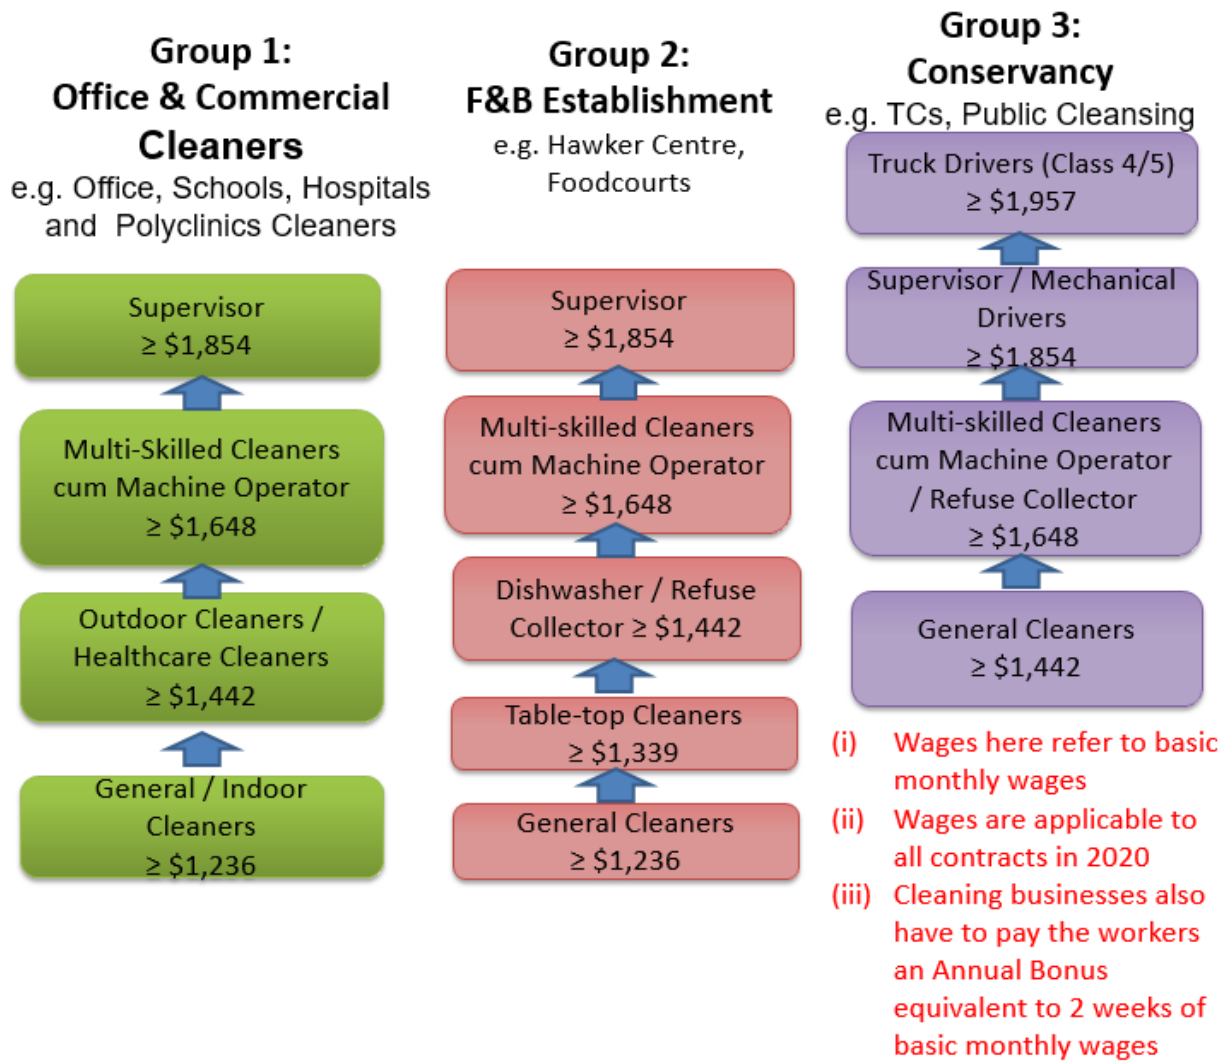 Group 1:
Office & Commercial
Cleaners
e.g. Office, Schools, Hospitals
and Polyclinics Cleaners
Supervisor
≥ $1,854
Multi-Skilled Cleaners
cum Machine Operator
≥ $1,648
Outdoor Cleaners /
Healthcare Cleaners
≥ $1,442
General / Indoor
Cleaners
≥ $1,236
Group 2:
F&B Establishment
e.g. Hawker Centre,
Foodcourts
Supervisor
≥ $1,854
Multi-skilled Cleaners
cum Machine Operator
≥ $1,648
Dishwasher / Refuse
Collector ≥ $1,442
Table-top Cleaners
≥ $1,339
General Cleaners
≥ $1,236
Group 3:
Conservancy
e.g. TCs, Public Cleansing
Truck Drivers (Class 4/5)
≥ $1,957
Supervisor / Mechanical
Drivers
≥ $1,854
Multi-skilled Cleaners
cum Machine Operator
/ Refuse Collector
≥ $1,648
General Cleaners
≥ $1,442
(i) Wages here refer to basic
monthly wages
(ii) Wages are applicable to
all contracts in 2020
(iii) Cleaning businesses also
have to pay the workers
an Annual Bonus
equivalent to 2 weeks of
basic monthly wages